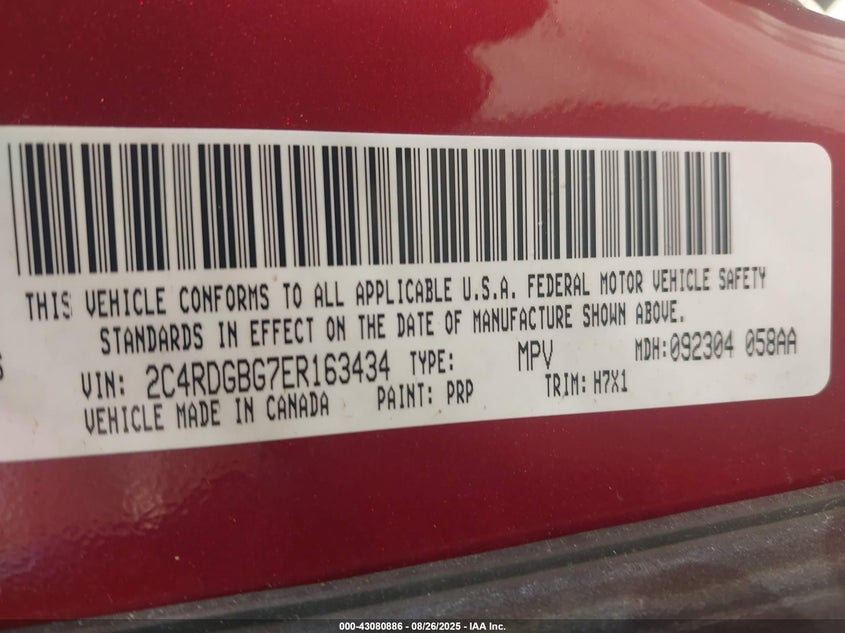 THIS VEHICLE CONFORMS TO ALL APPLICABLE U.S.A. FEDERAL MOTOR VEHICLE SAFETY
STANDARDS IN EFFECT ON THE DATE OF MANUFACTURE SHOWN ABOVE.
VIN: 2C4RDGBG7ER163434 TYPE: MPV MDH:092304 058AA
VEHICLE MADE IN CANADA PAINT: PRP TRIM: H7X1
000-43080886 - 08/26/2025 - IAA Inc.